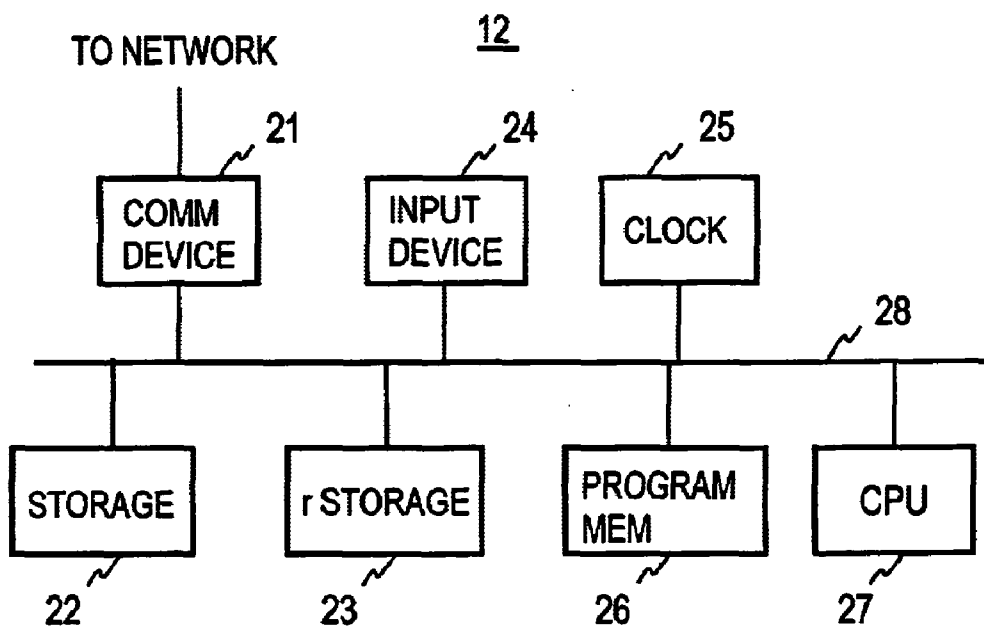 12
TO NETWORK
21
24
25
COMM
DEVICE
INPUT
DEVICE
CLOCK
28
STORAGE
r STORAGE
PROGRAM
MEM
CPU
22
23
26
27